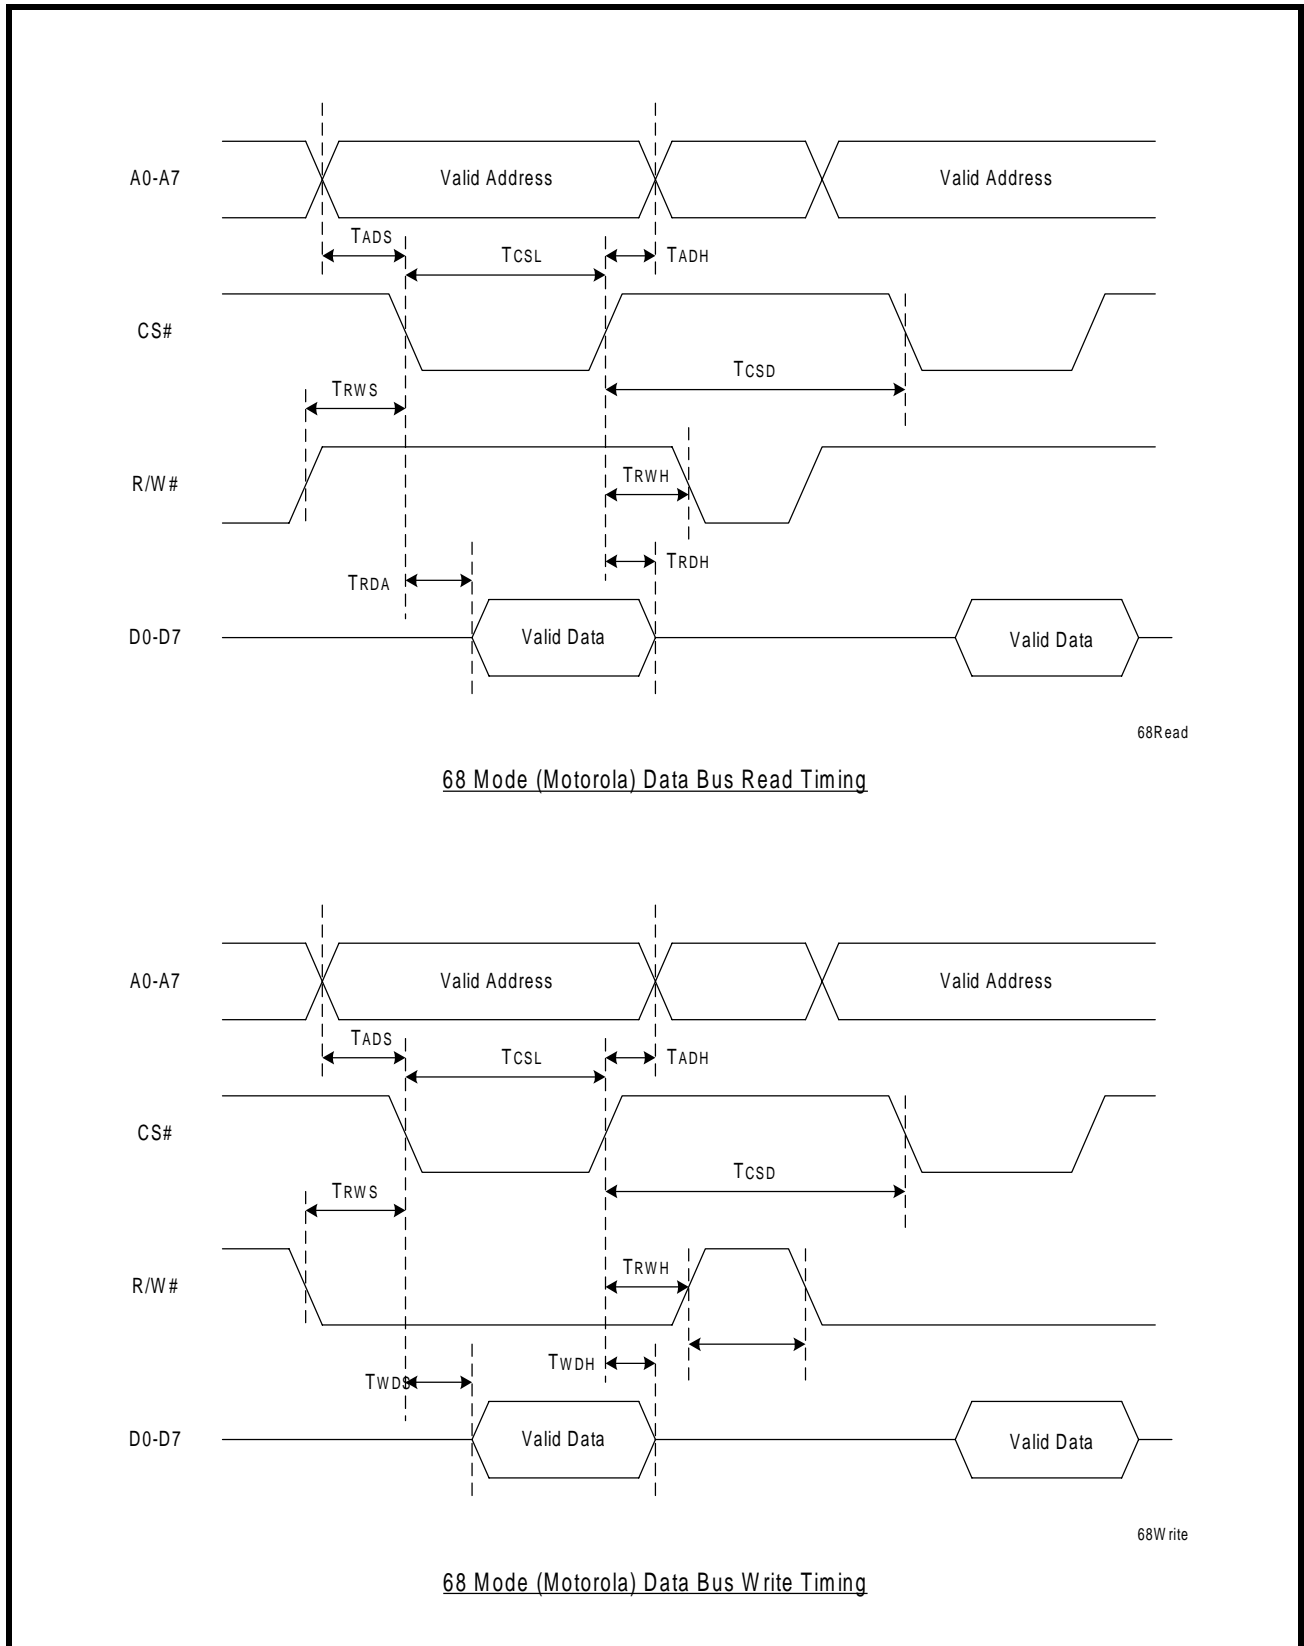 A0-A7
Valid Address
Valid Address
TADS
TCSL
TADH
CS#
TCSD
TRWS
R/W#
TRWH
TRDH
TRDA
D0-D7
Valid Data
Valid Data
68Read
68 Mode (Motorola) Data Bus Read Timing
A0-A7
Valid Address
Valid Address
TADS
TCSL
TADH
CS#
TCSD
TRWS
R/W#
TRWH
TWDH
TWDS
D0-D7
Valid Data
Valid Data
68Write
68 Mode (Motorola) Data Bus Write Timing